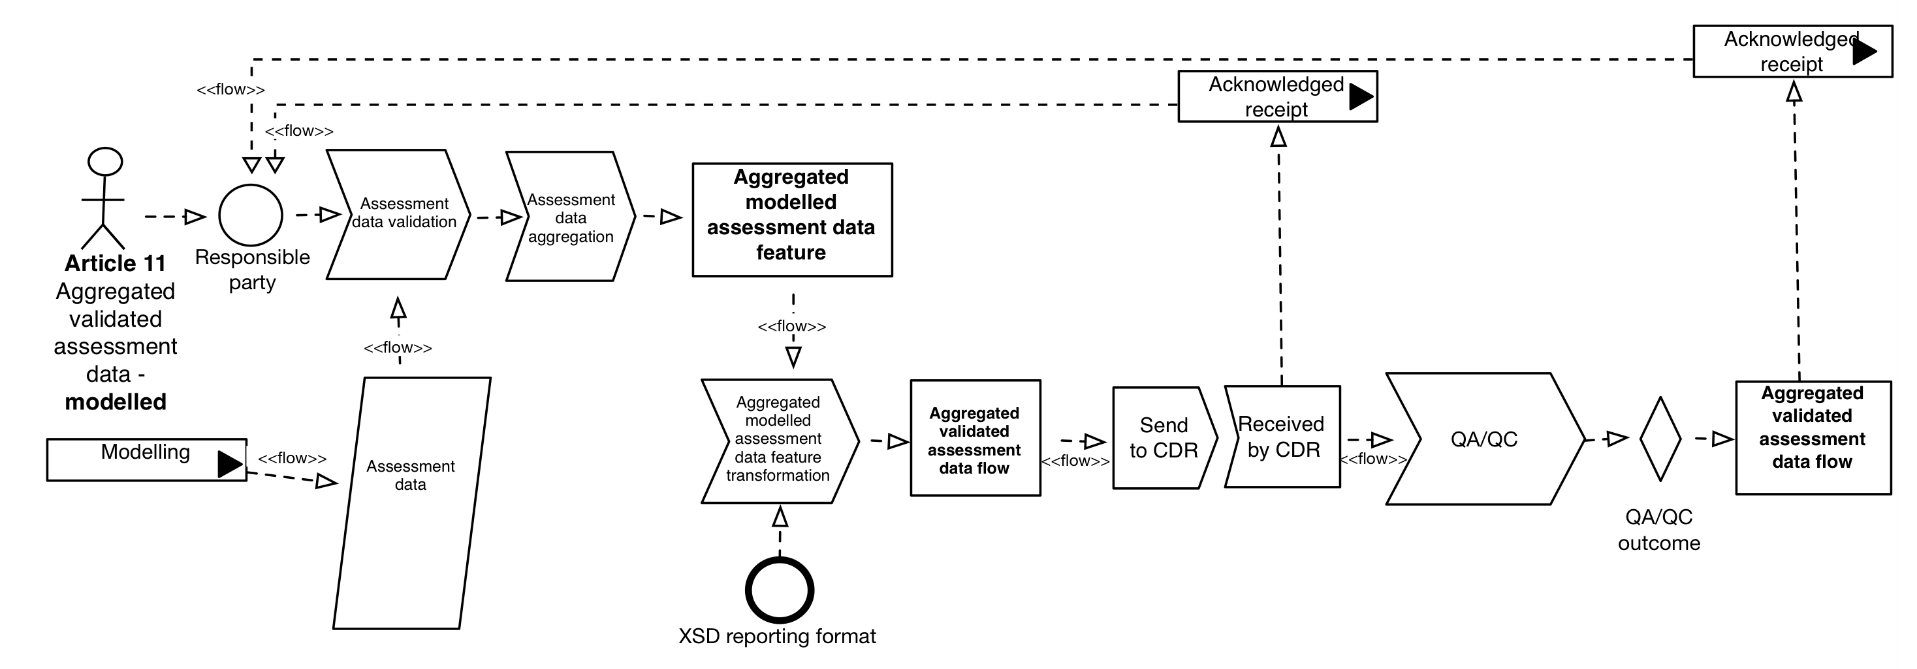 Acknowledged
receipt
Acknowledged
receipt
<<flow>>
<<flow>>
Article 11
Aggregated
validated
assessment
data -
modelled
Responsible
party
Assessment
data validation
Assessment
data
aggregation
Aggregated
modelled
assessment data
feature
<<flow>>
<<flow>>
Modelling
<<flow>>
Assessment
data
Aggregated
modelled
assessment
data feature
transformation
Aggregated
validated
assessment
data flow
<<flow>>
Send
to CDR
Received
by CDR
<<flow>>
QA/QC
QA/QC
outcome
Aggregated
validated
assessment
data flow
XSD reporting format